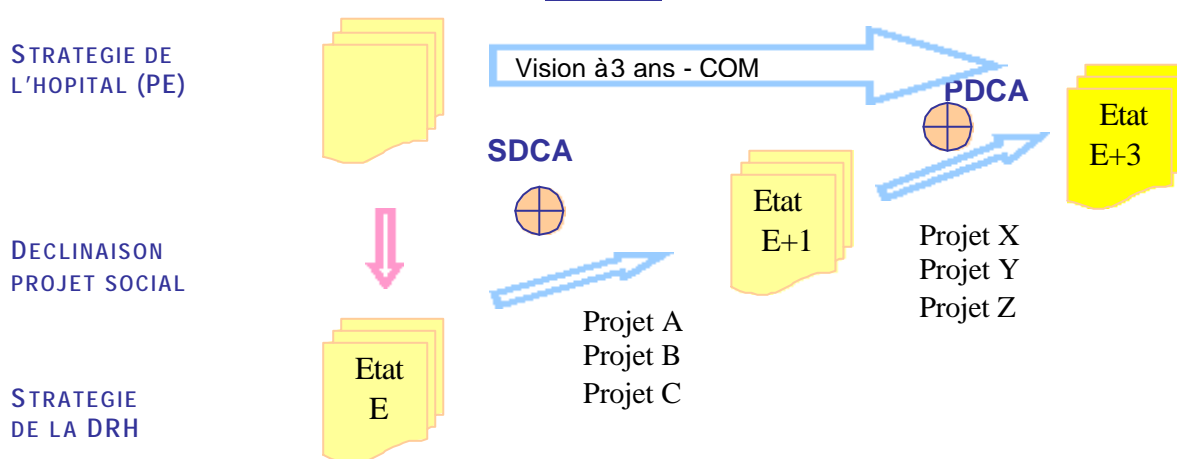 STRATEGIE DE
L'HOPITAL (PE)
Vision à 3 ans - COM
PDCA
Etat
E+3
SDCA
Etat
E+1
DECLINAISON
PROJET SOCIAL
Projet X
Projet Y
Projet Z
Projet A
Projet B
Projet C
Etat
E
STRATEGIE
DE LA DRH